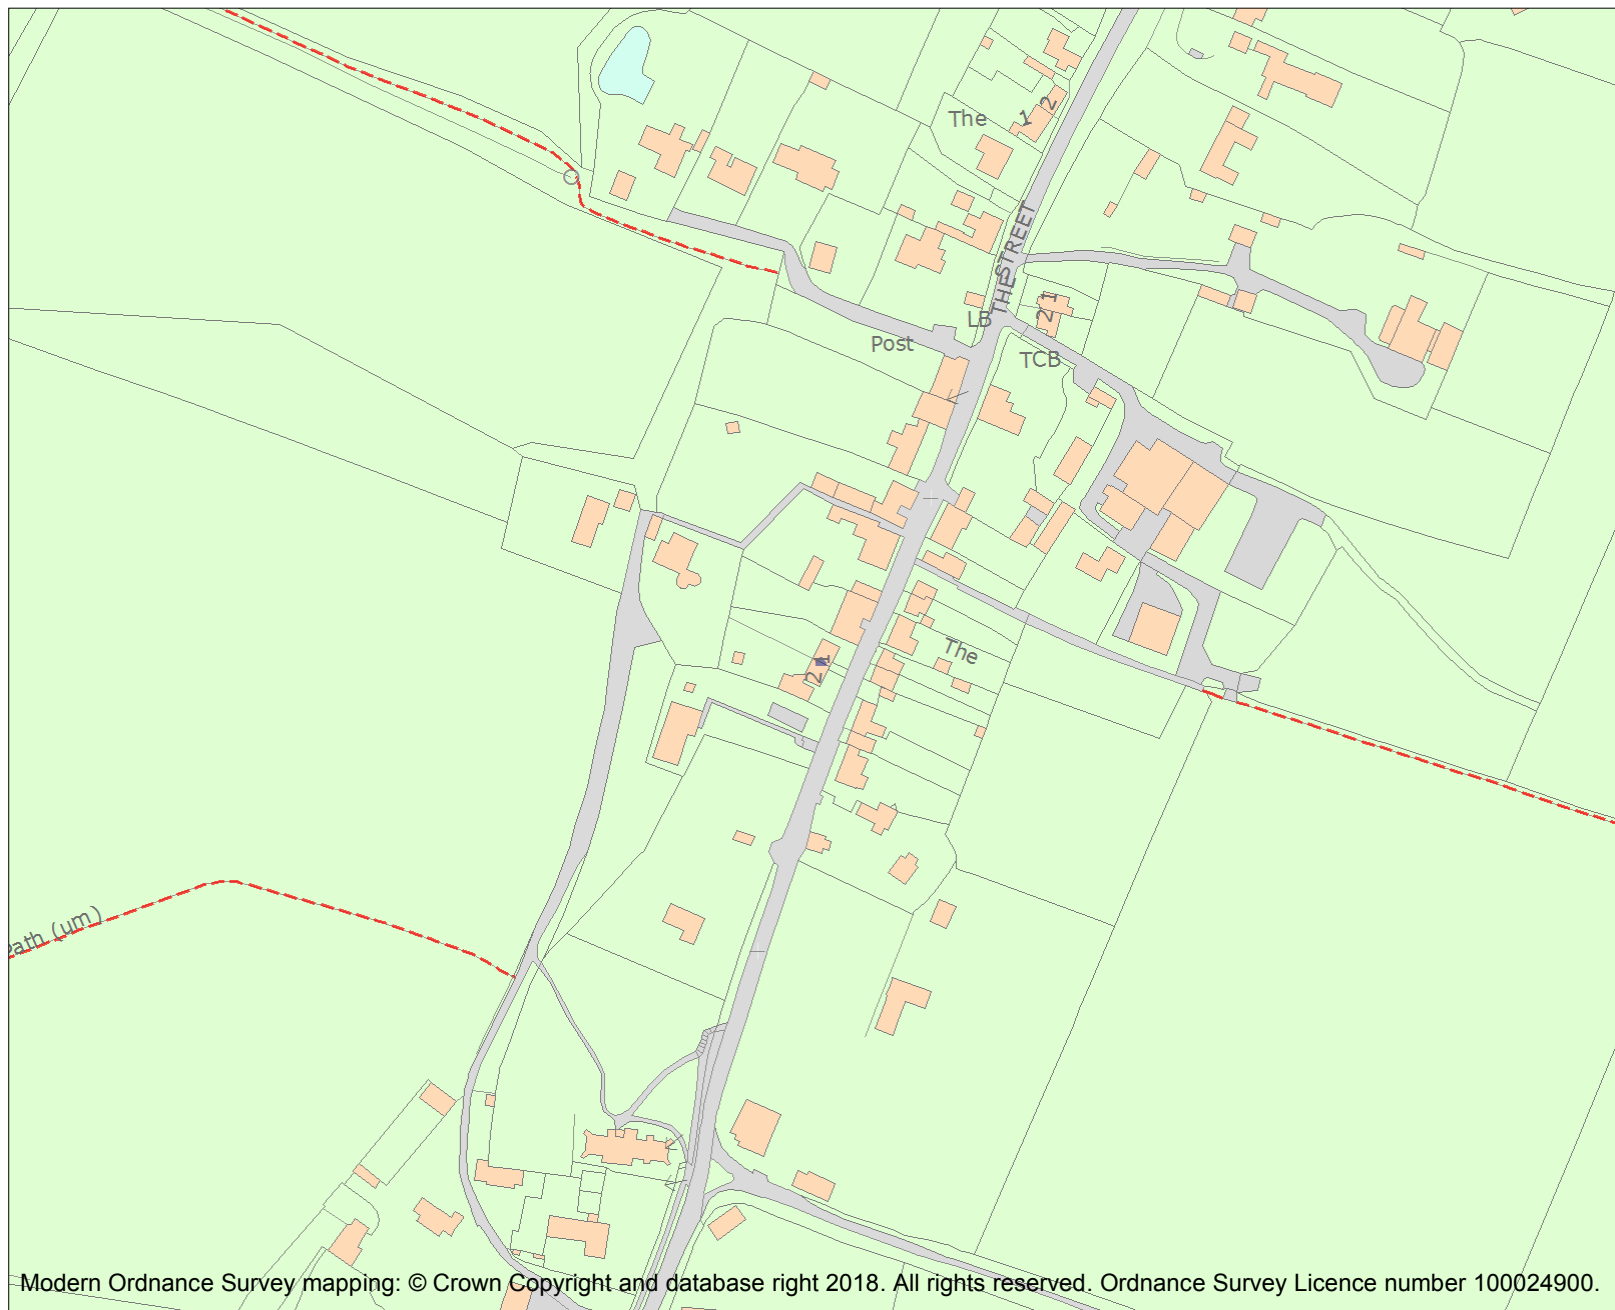 The
1
2
THE STREET
2 1
LB
Post
TCB
The
2 1
Path (um)
Modern Ordnance Survey mapping: © Crown Copyright and database right 2018. All rights reserved. Ordnance Survey Licence number 100024900.